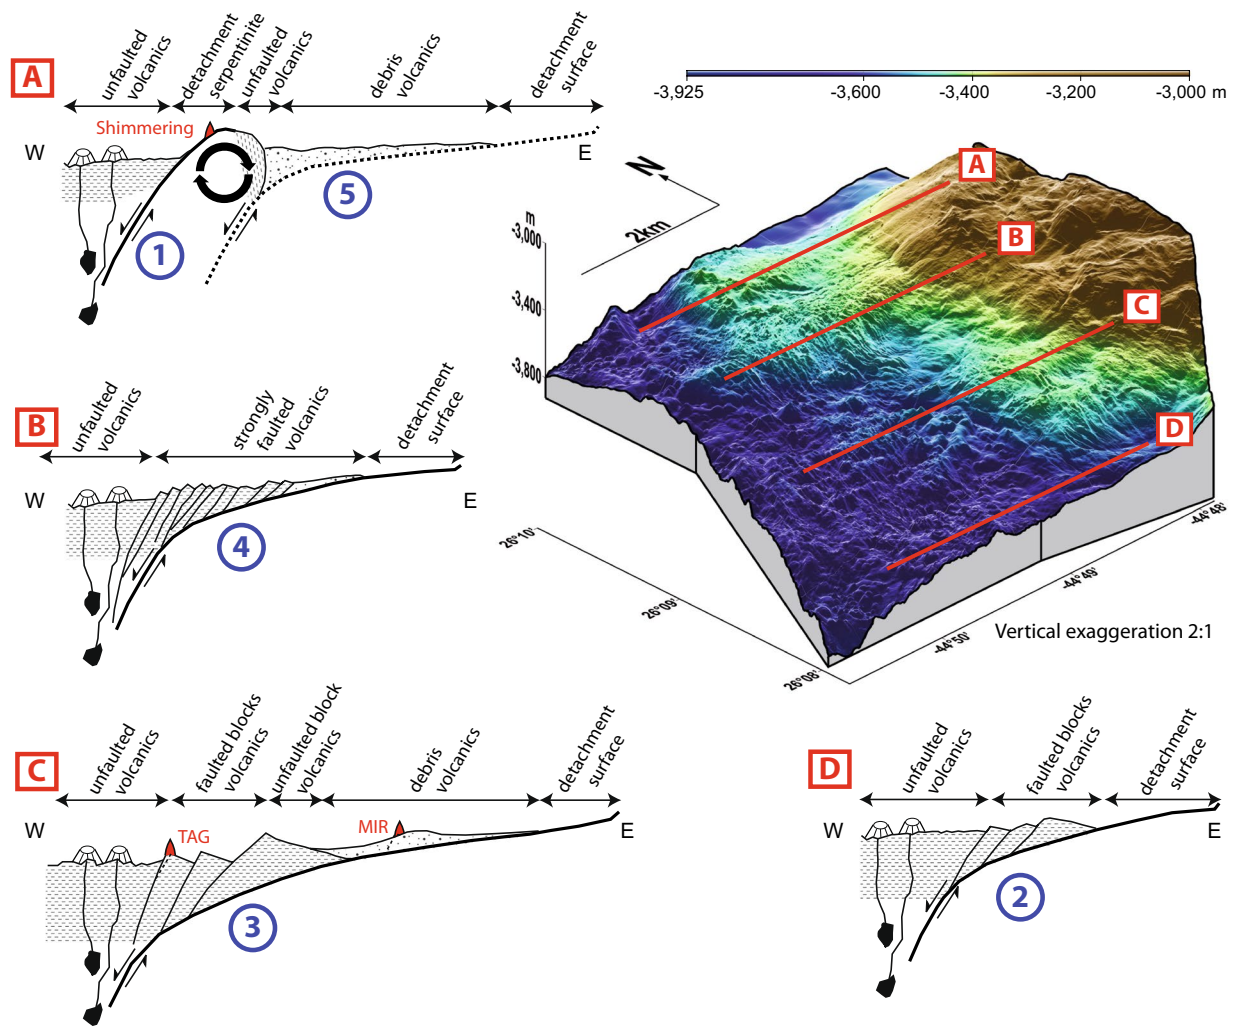 A
unfaulted
volcanics
detachment
serpentinite
unfaulted
volcanics
debris
volcanics
detachment
surface
Shimmering
W
E
1
5
-3,925
-3,600
-3,400
-3,200
-3,000 m
N
2km
m
-3,000
-3,400
-3,800
A
B
C
D
26°10'
26°09'
26°08'
-44°50'
-44°49'
-44°48'
Vertical exaggeration 2:1
B
unfaulted
volcanics
strongly
faulted
volcanics
detachment
surface
W
E
4
C
unfaulted
volcanics
faulted blocks
volcanics
unfaulted block
volcanics
debris
volcanics
detachment
surface
W
TAG
MIR
E
3
D
unfaulted
volcanics
faulted blocks
volcanics
detachment
surface
W
E
2